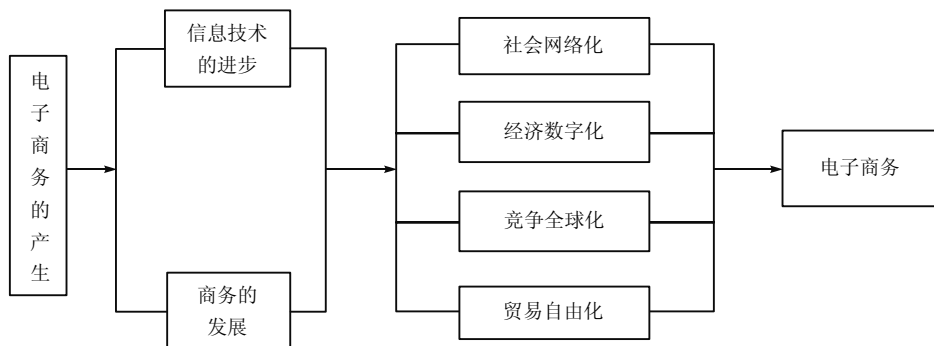 电子商务的产生
信息技术
的进步
商务的
发展
社会网络化
经济数字化
竞争全球化
贸易自由化
电子商务